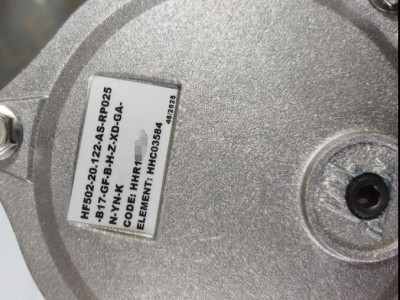 HF502-20.122-AS-RP025
-B17-GF-B-H-Z-XD-GA-
N-YN-K
CODE: HHR1
ELEMENT: HHC03584
46/2025